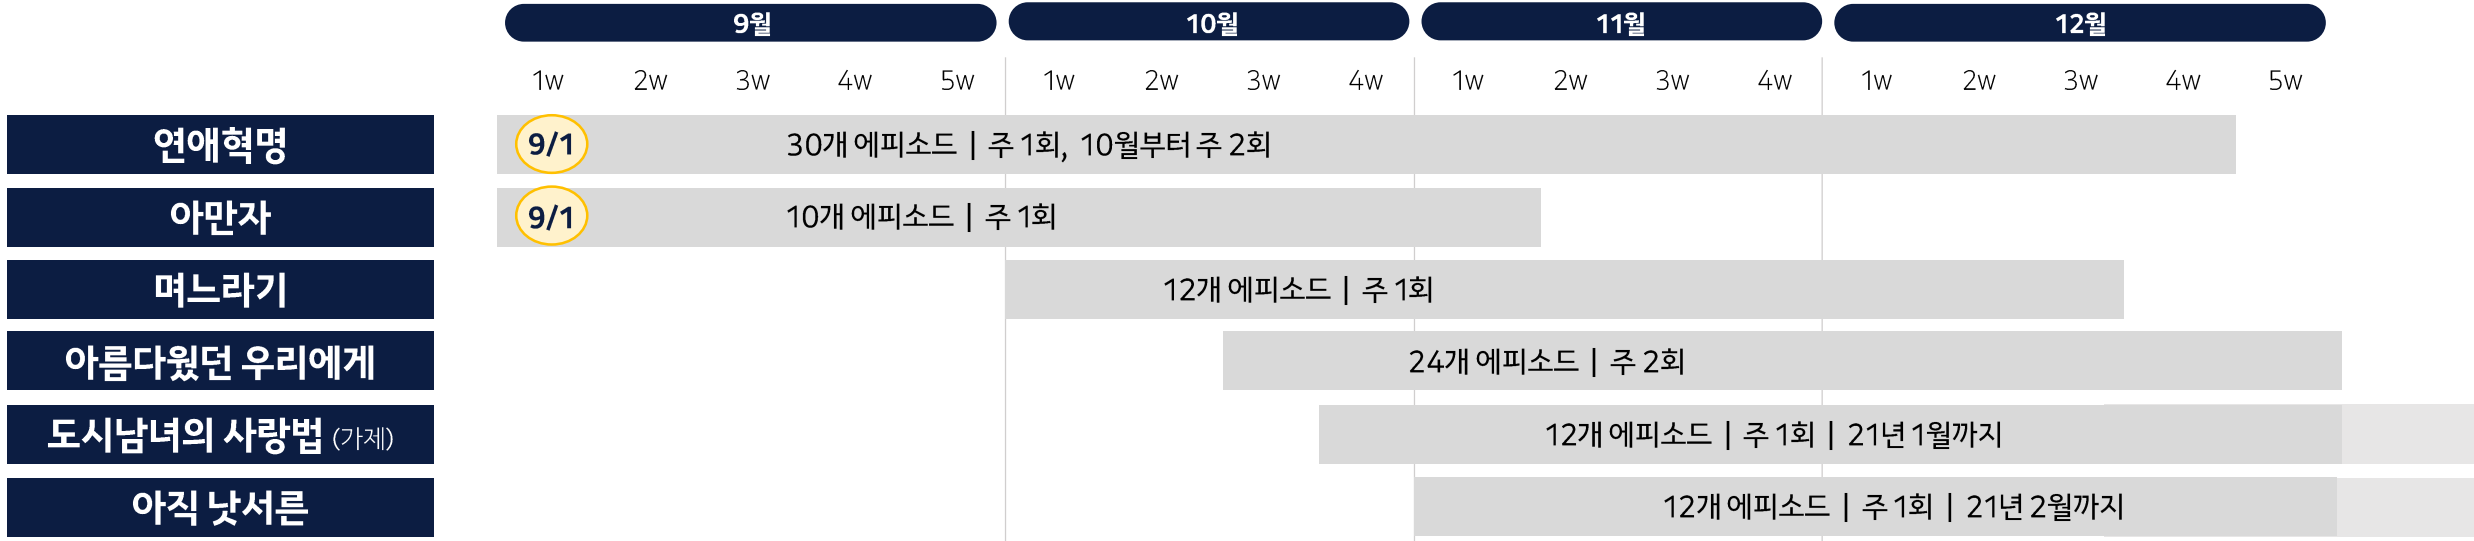 9월 10월 11월 12월
1w 2w 3w 4w 5w 1w 2w 3w 4w 1w 2w 3w 4w 1w 2w 3w 4w 5w
연애혁명 9/1 30개 에피소드 | 주 1회, 10월부터 주 2회
아만자 9/1 10개 에피소드 | 주 1회
며느라기 12개 에피소드 | 주 1회
아름다웠던 우리에게 24개 에피소드 | 주 2회
도시남녀의 사랑법 (가제) 12개 에피소드 | 주 1회 | 21년 1월까지
아직 낫서른 12개 에피소드 | 주 1회 | 21년 2월까지